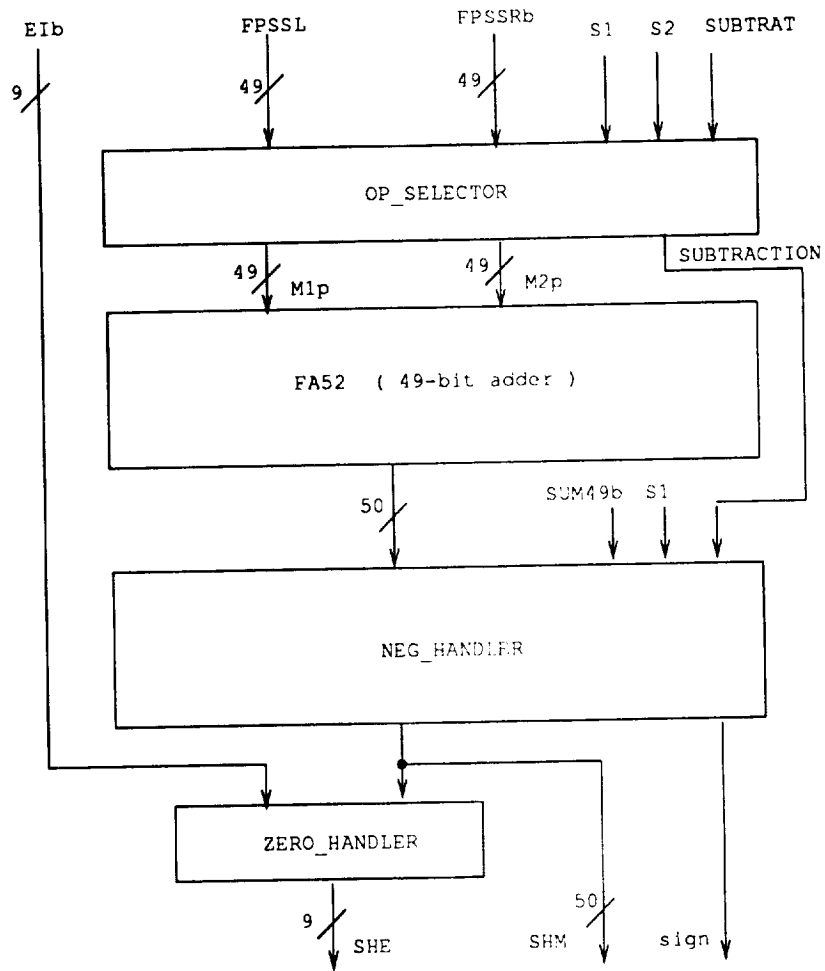 EIb FPSSL FPSSRb S1 S2 SUBTRAT
9 49 49
OP_SELECTOR
SUBTRACTION
49 M1p 49 M2p
FA52 ( 49-bit adder )
50 SUM49b S1
NEG_HANDLER
ZERO_HANDLER
9 SHE 50 SHM sign